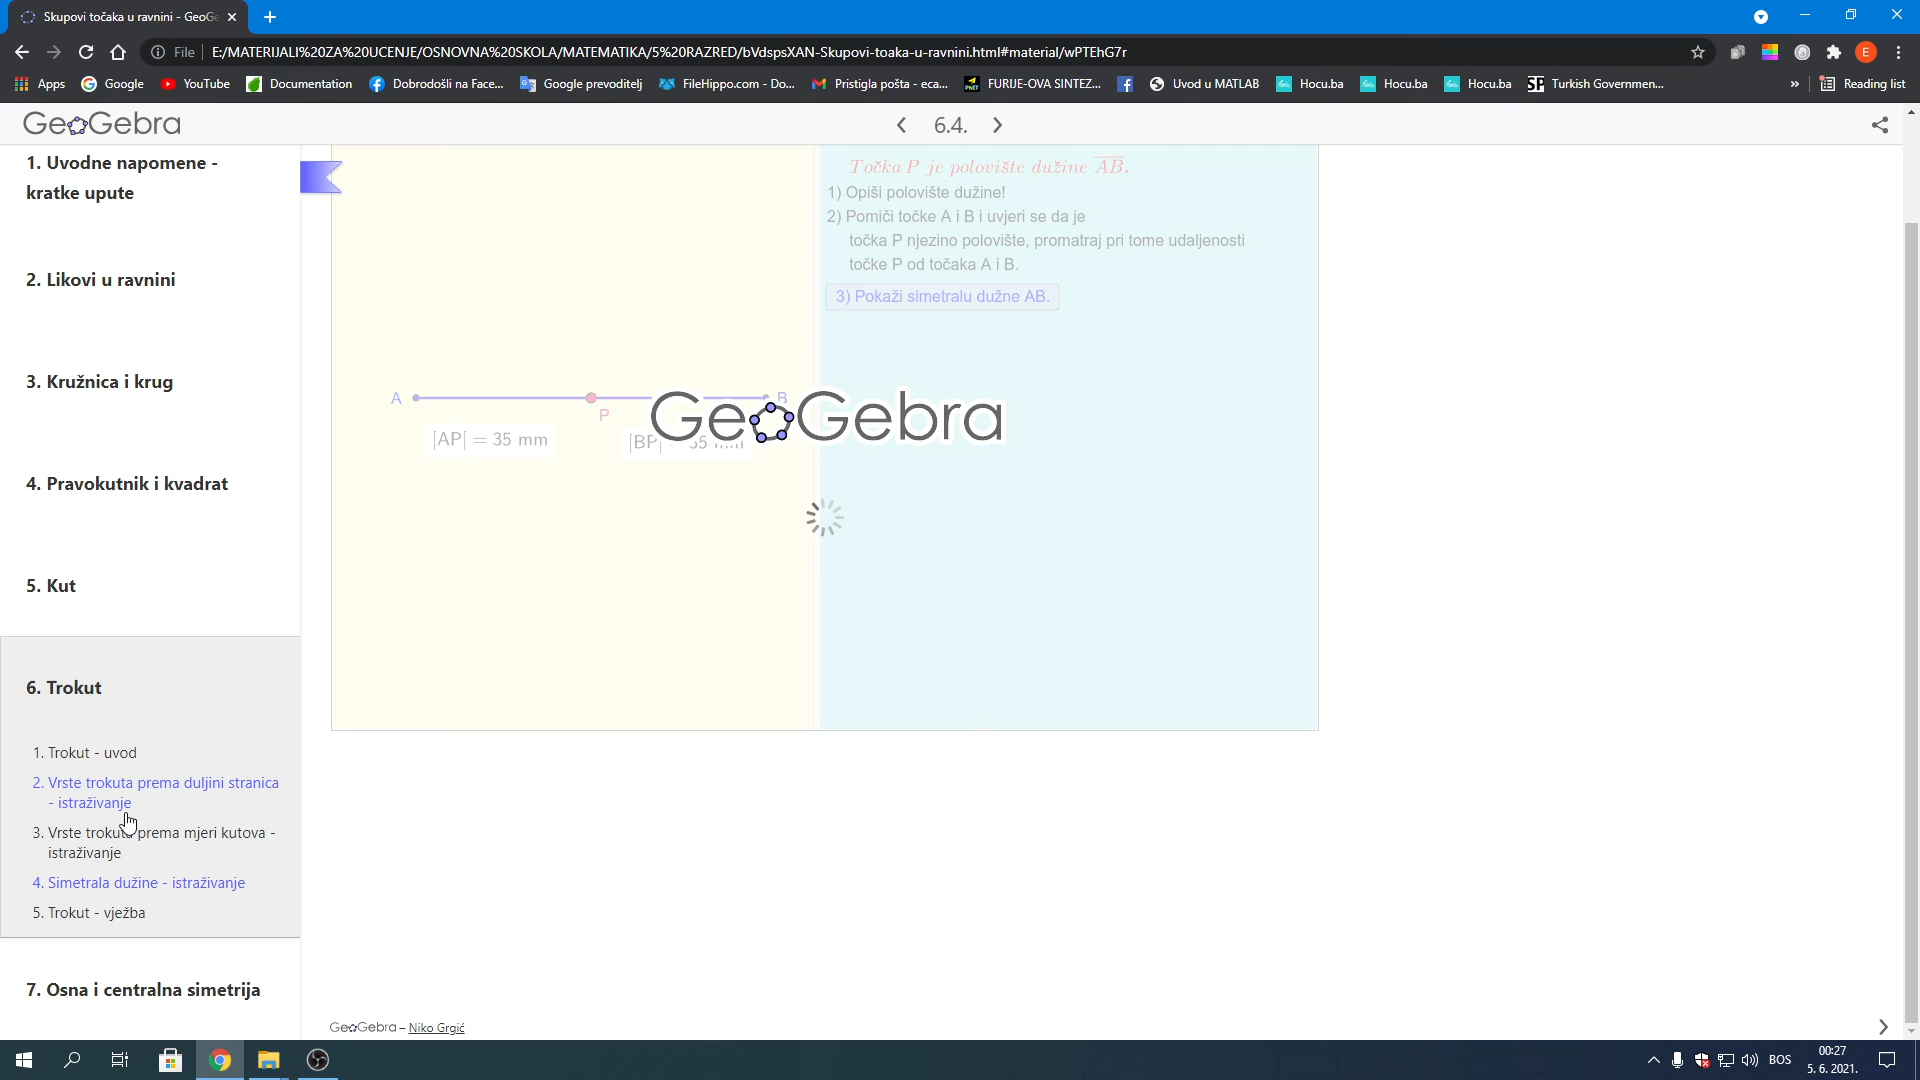 Skupovi točaka u ravnini - GeoGe
File
E:/MATERIJALI%20ZA%20UCENJE/OSNOVNA%20SKOLA/MATEMATIKA/5%20RAZRED/bVdspsXAN-Skupovi-toaka-u-ravnini.html#material/wPTEhG7r
E
Apps
Google
YouTube
Documentation
Dobrodošli na Face...
Google prevoditelj
FileHippo.com - Do...
Pristigla pošta - eca...
FURIJE-OVA SINTEZ...
Uvod u MATLAB
Hocu.ba
Hocu.ba
Hocu.ba
Turkish Governmen...
»
Reading list
GeoGebra
6.4.
1. Uvodne napomene -
kratke upute
2. Likovi u ravnini
3. Kružnica i krug
4. Pravokutnik i kvadrat
5. Kut
6. Trokut
1. Trokut - uvod
2. Vrste trokuta prema duljini stranica
- istraživanje
3. Vrste trokuta prema mjeri kutova -
istraživanje
4. Simetrala dužine - istraživanje
5. Trokut - vježba
7. Osna i centralna simetrija
Točka P je polovište dužine AB.
1) Opiši polovište dužine!
2) Pomiči točke A i B i uvjeri se da je
točka P njezino polovište, promatraj pri tome udaljenosti
točke P od točaka A i B.
3) Pokaži simetralu dužne AB.
A
B
P
|AP| = 35 mm
|BP|
GeoGebra
GeoGebra – Niko Grgić
BOS
00:27
5. 6. 2021.